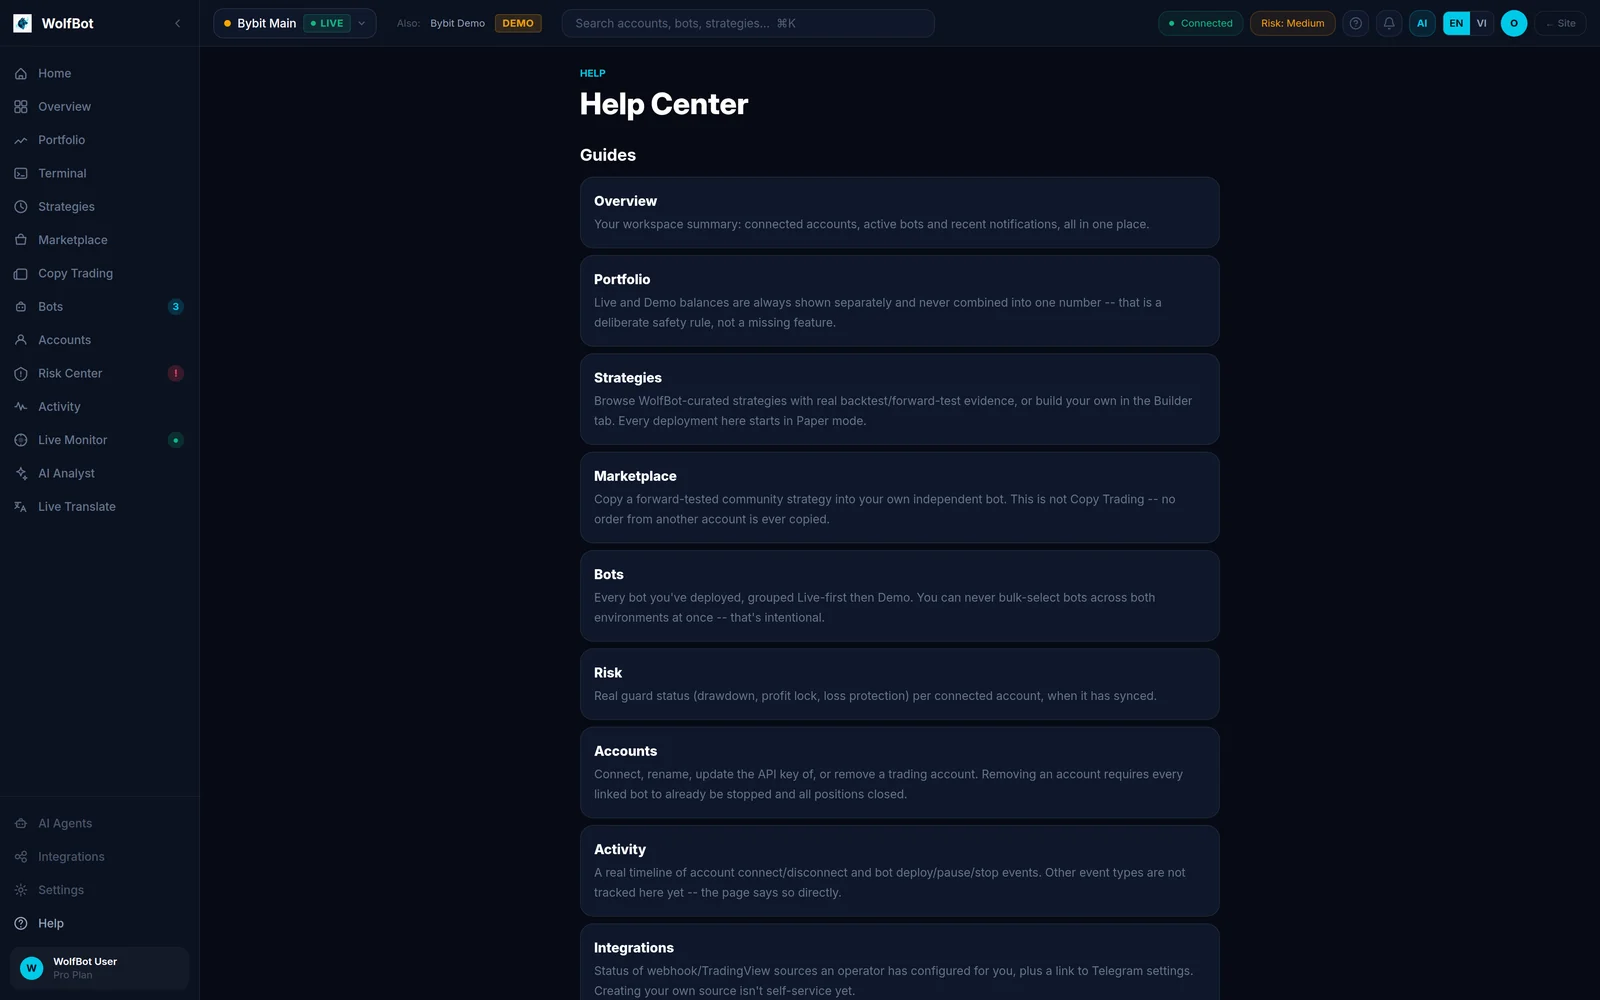 WolfBot
Bybit Main
LIVE
Also:
Bybit Demo
DEMO
Search accounts, bots, strategies... ⌘K
Connected
Risk: Medium
AI
EN
VI
O
← Site
Home
Overview
Portfolio
Terminal
Strategies
Marketplace
Copy Trading
Bots
3
Accounts
Risk Center
!
Activity
Live Monitor
AI Analyst
Live Translate
AI Agents
Integrations
Settings
Help
W
WolfBot User
Pro Plan
HELP
Help Center
Guides
Overview
Your workspace summary: connected accounts, active bots and recent notifications, all in one place.
Portfolio
Live and Demo balances are always shown separately and never combined into one number -- that is a
deliberate safety rule, not a missing feature.
Strategies
Browse WolfBot-curated strategies with real backtest/forward-test evidence, or build your own in the Builder
tab. Every deployment here starts in Paper mode.
Marketplace
Copy a forward-tested community strategy into your own independent bot. This is not Copy Trading -- no
order from another account is ever copied.
Bots
Every bot you've deployed, grouped Live-first then Demo. You can never bulk-select bots across both
environments at once -- that's intentional.
Risk
Real guard status (drawdown, profit lock, loss protection) per connected account, when it has synced.
Accounts
Connect, rename, update the API key of, or remove a trading account. Removing an account requires every
linked bot to already be stopped and all positions closed.
Activity
A real timeline of account connect/disconnect and bot deploy/pause/stop events. Other event types are not
tracked here yet -- the page says so directly.
Integrations
Status of webhook/TradingView sources an operator has configured for you, plus a link to Telegram settings.
Creating your own source isn't self-service yet.